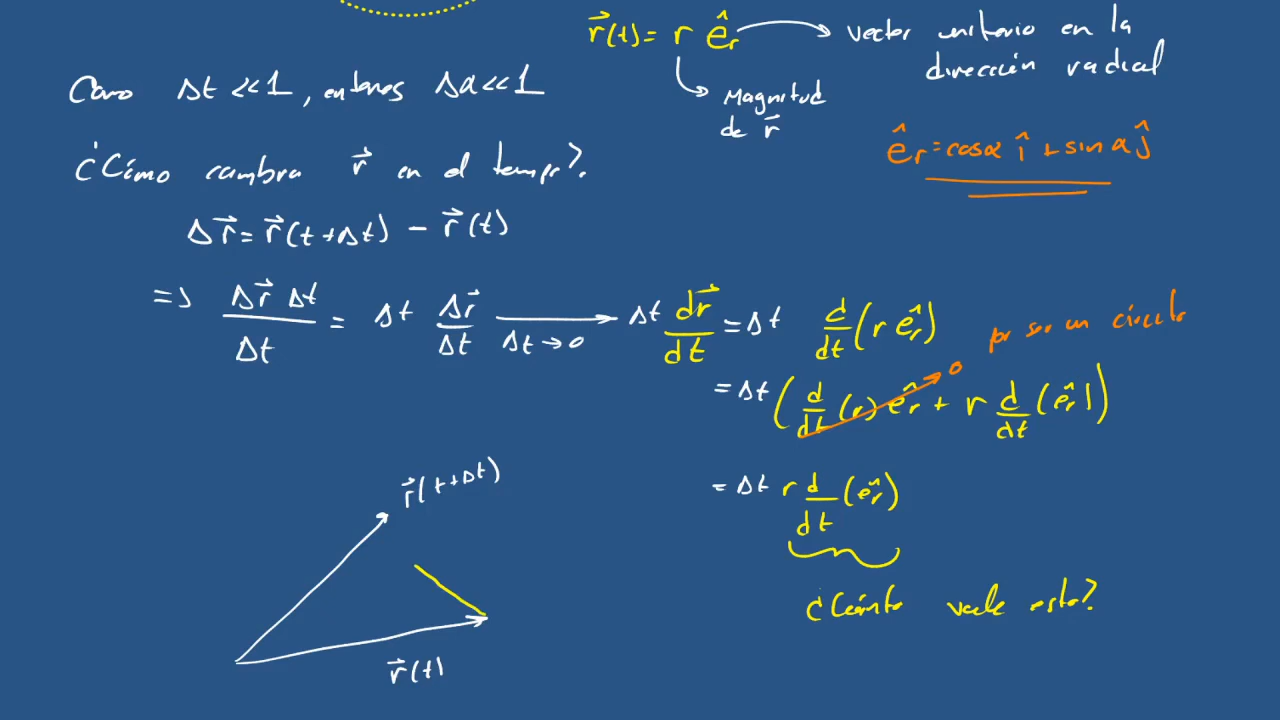 r⃗(t) = r ê_r → vector unitario en la dirección radial
Magnitud
de r⃗
Como Δt << 1, entonces Δα << 1
ê_r = cosα î + sin α ĵ
¿Cómo cambia r⃗ en el tiempo?
Δr⃗ = r⃗(t+Δt) - r⃗(t)
=> Δr⃗ Δt / Δt = Δt Δr⃗/Δt → Δt→0 Δt dr⃗/dt = Δt d/dt (r ê_r)
por ser un círculo
= Δt ( d/dt (r) ê_r + r d/dt (ê_r) ) 0
= Δt r d/dt (ê_r)
¿Cuánto vale esto?
r⃗(t+Δt)
r⃗(t)